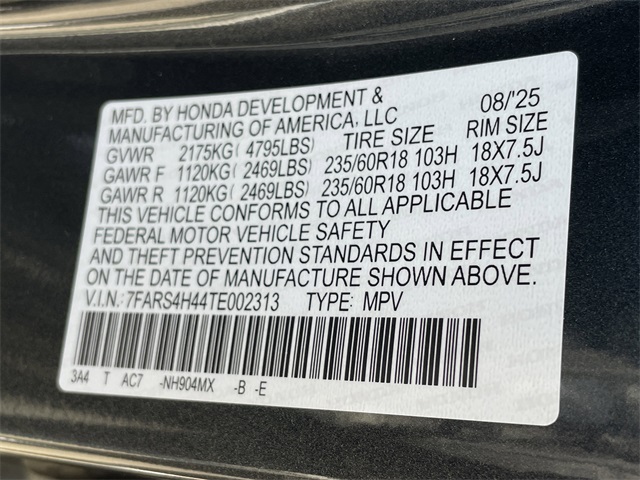 MFD. BY HONDA DEVELOPMENT & 08/'25
MANUFACTURING OF AMERICA, LLC
GVWR 2175KG( 4795LBS) TIRE SIZE RIM SIZE
GAWR F 1120KG( 2469LBS) 235/60R18 103H 18X7.5J
GAWR R 1120KG( 2469LBS) 235/60R18 103H 18X7.5J
THIS VEHICLE CONFORMS TO ALL APPLICABLE
FEDERAL MOTOR VEHICLE SAFETY
AND THEFT PREVENTION STANDARDS IN EFFECT
ON THE DATE OF MANUFACTURE SHOWN ABOVE.
V.I.N.: 7FARS4H44TE002313 TYPE: MPV
3A4 T AC7 -NH904MX -B -E